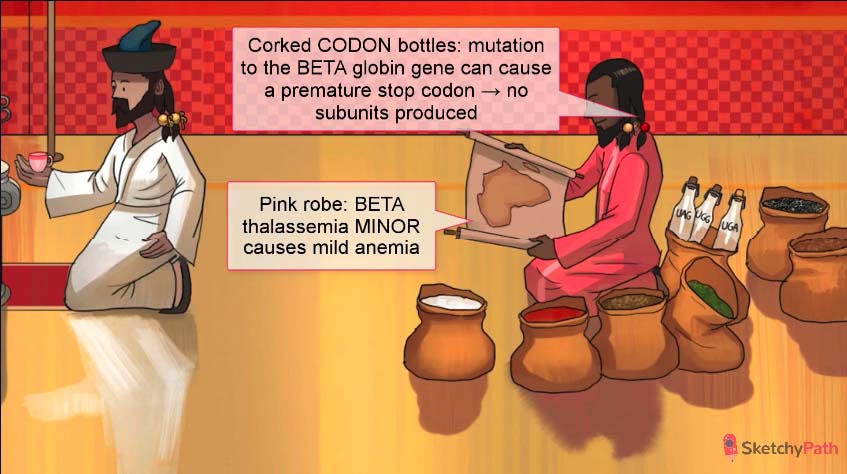 Corked CODON bottles: mutation
to the BETA globin gene can cause
a premature stop codon → no
subunits produced
Pink robe: BETA
thalassemia MINOR
causes mild anemia
UAG UGG UGA
SketchyPath